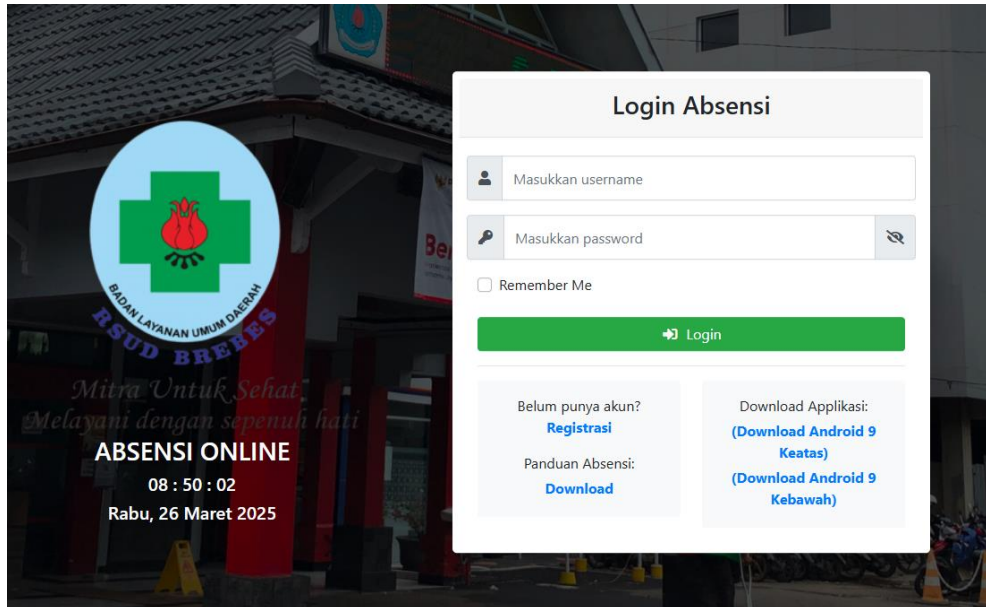 BADAN LAYANAN UMUM DAERAH
RSUD BREBES
Mitra Untuk Sehat,
Melayani dengan sepenuh hati
ABSENSI ONLINE
08 : 50 : 02
Rabu, 26 Maret 2025
Ber
Login Absensi
Masukkan username
Masukkan password
Remember Me
Login
Belum punya akun?
Registrasi
Panduan Absensi:
Download
Download Applikasi:
(Download Android 9
Keatas)
(Download Android 9
Kebawah)